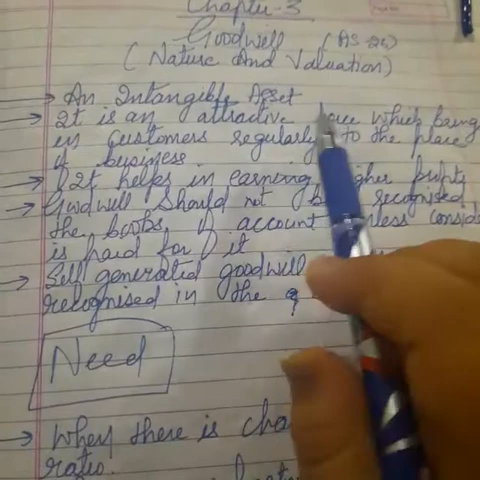 Chapter-3
Goodwill (AS-26)
(Nature And Valuation)
An Intangible Asset
It is an attractive which being
in customers regularly to the place
of business.
It helps in earning higher profits
Goodwill should not be recognised
the books of account unless consid
is paid for it
Self generated goodwill
recognised in the
Need
When there is cha
ratio.